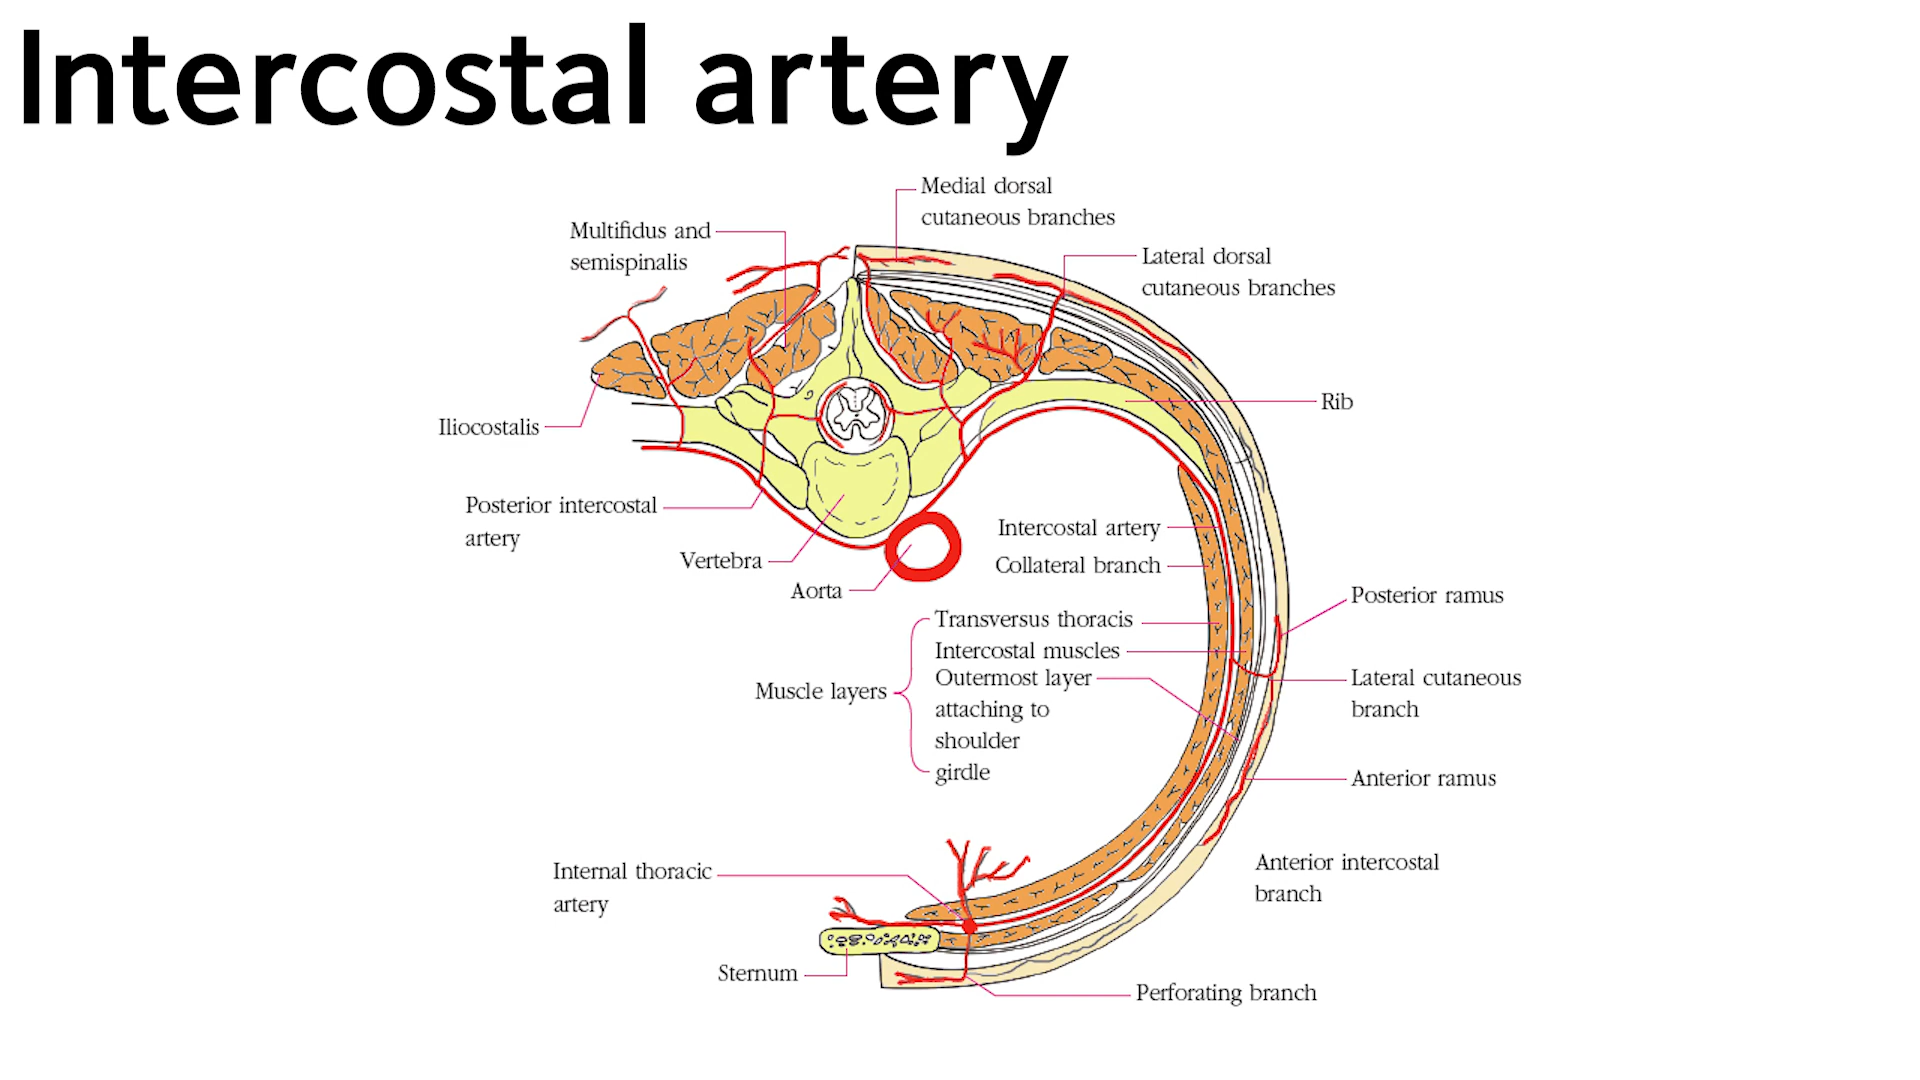 Intercostal artery
Medial dorsal
cutaneous branches
Multifidus and
semispinalis
Lateral dorsal
cutaneous branches
Rib
Iliocostalis
Posterior intercostal
artery
Vertebra
Aorta
Intercostal artery
Collateral branch
Posterior ramus
Transversus thoracis
Intercostal muscles
Outermost layer
attaching to
shoulder
girdle
Muscle layers
Lateral cutaneous
branch
Anterior ramus
Anterior intercostal
branch
Internal thoracic
artery
Sternum
Perforating branch